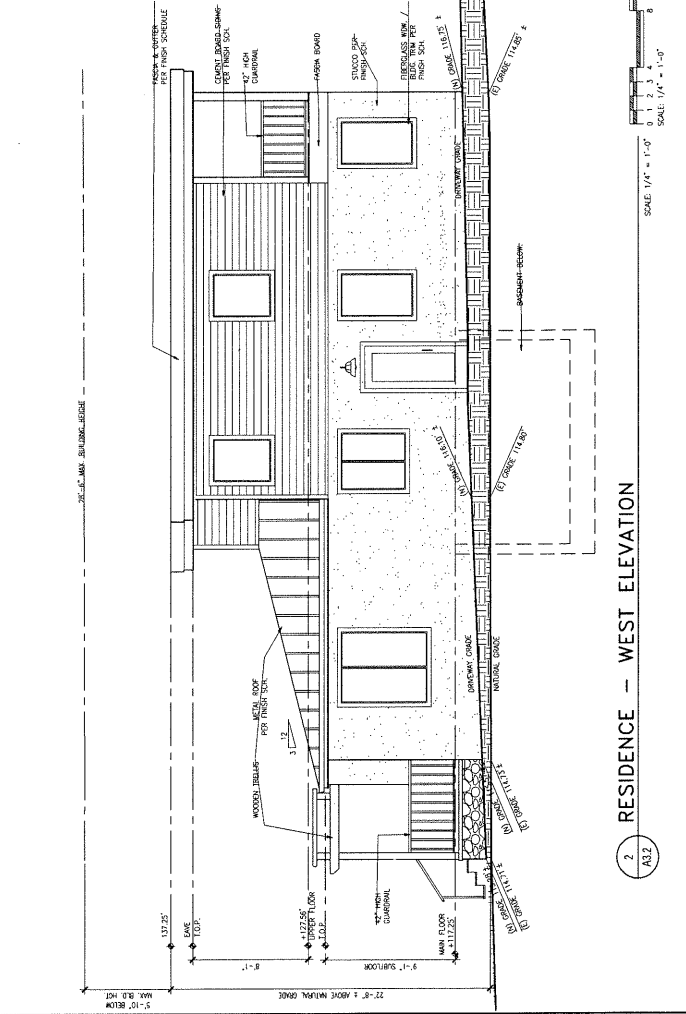 28'-6" MAX. BUILDING HEIGHT
FASCIA & GUTTER
PER FINISH SCHEDULE
CEMENT BOARD SIDING
PER FINISH SCH.
42" HIGH
GUARDRAIL
FASCIA BOARD
STUCCO PER
FINISH SCH.
FIBERGLASS WDW. /
BLDG. TRIM PER
FINISH SCH.
(N) GRADE 116.75' ±
(E) GRADE 114.85' ±
5'-10" BELOW
MAX. BLD. HGT.
137.25'
EAVE
T.O.P.
8'-1"
+127.56'
UPPER FLOOR
T.O.P.
9'-1" SUBFLOOR
22'-8" ± ABOVE NATURAL GRADE
MAIN FLOOR
+117.25'
WOODEN TRELLIS
METAL ROOF
PER FINISH SCH.
12
3
42" HIGH
GUARDRAIL
DRIVEWAY GRADE
NATURAL GRADE
DRIVEWAY GRADE
(N) GRADE 116.10' ±
(E) GRADE 114.80'
BASEMENT BELOW
(N) GRADE
(E) GRADE 114.73' ±
(N) GRADE
(E) GRADE 114.71' ±
2
A3.2
RESIDENCE - WEST ELEVATION
SCALE: 1/4" = 1'-0"
0 1 2 3 4 8
SCALE: 1/4" = 1'-0"